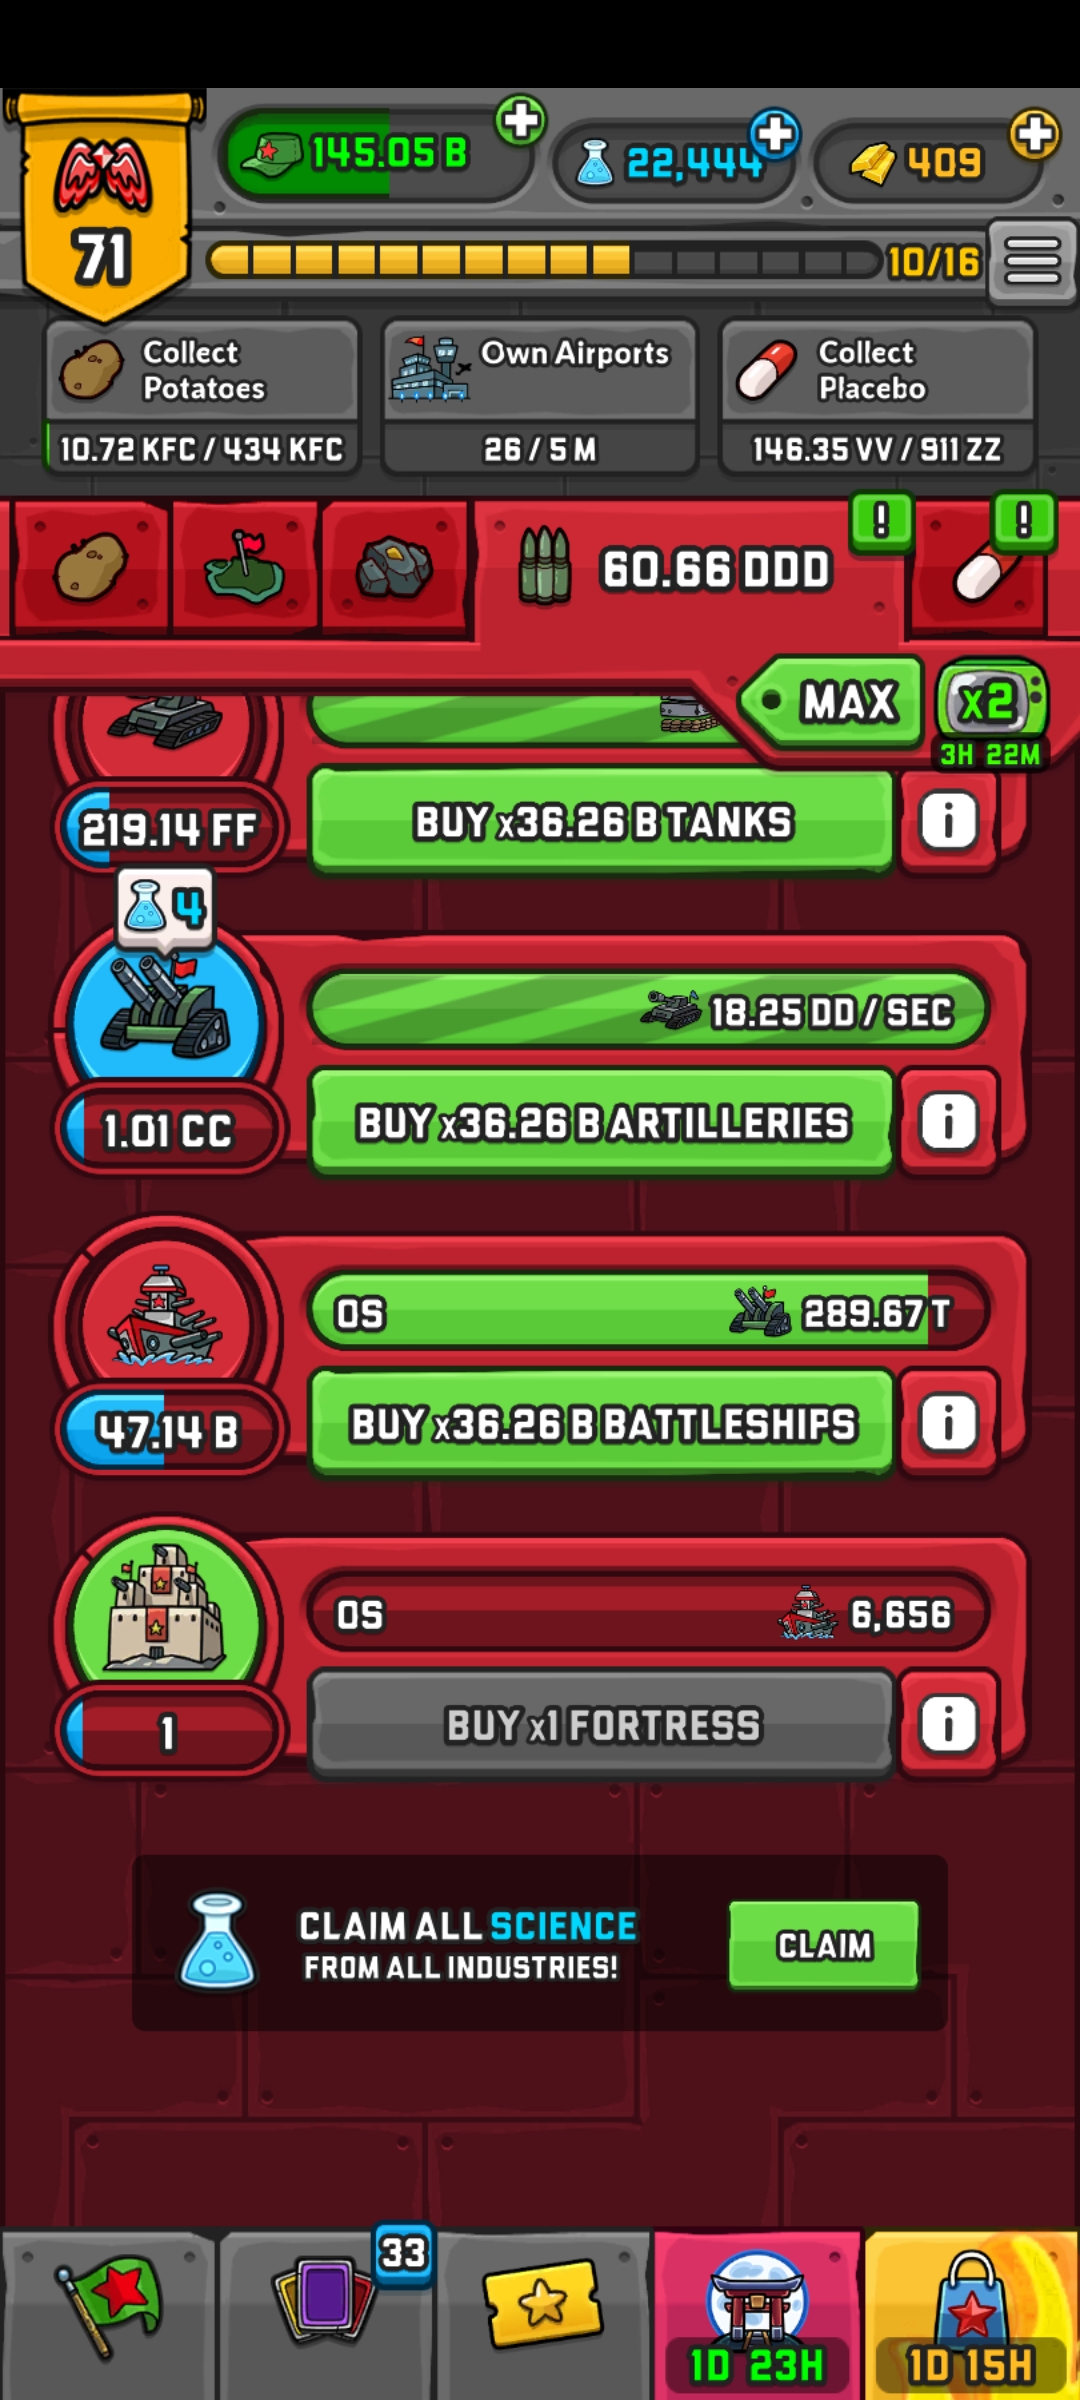 71
145.05 B
22,444
409
10/16
Collect
Potatoes
10.72 KFC / 434 KFC
Own Airports
26 / 5 M
Collect
Placebo
146.35 VV / 911 ZZ
60.66 DDD
!
!
MAX
x2
3H 22M
219.14 FF
BUY x36.26 B TANKS
i
4
18.25 DD / SEC
1.01 CC
BUY x36.26 B ARTILLERIES
i
0S
289.67 T
47.14 B
BUY x36.26 B BATTLESHIPS
i
0S
6,656
1
BUY x1 FORTRESS
i
CLAIM ALL SCIENCE
FROM ALL INDUSTRIES!
CLAIM
33
1D 23H
1D 15H